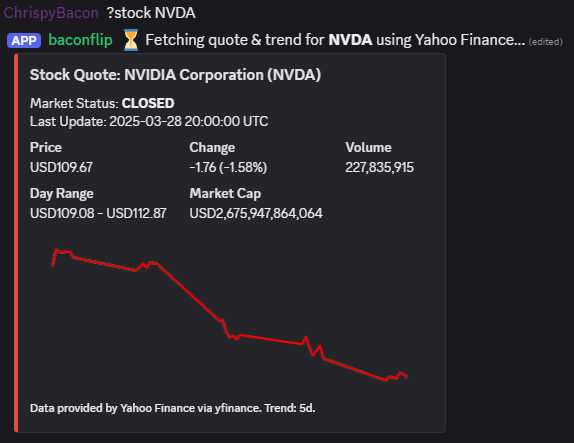 ChrispyBacon ?stock NVDA
APP baconflip ⏳ Fetching quote & trend for NVDA using Yahoo Finance... (edited)
Stock Quote: NVIDIA Corporation (NVDA)
Market Status: CLOSED
Last Update: 2025-03-28 20:00:00 UTC
Price Change Volume
USD109.67 -1.76 (-1.58%) 227,835,915
Day Range Market Cap
USD109.08 - USD112.87 USD2,675,947,864,064
Data provided by Yahoo Finance via yfinance. Trend: 5d.